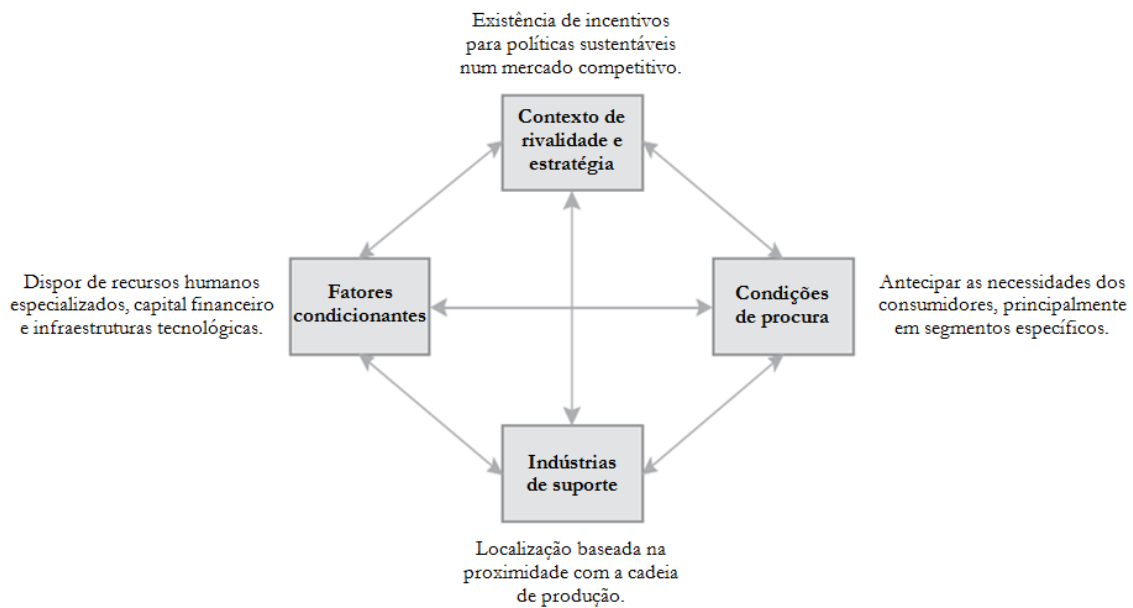 Existência de incentivos
para políticas sustentáveis
num mercado competitivo.
Contexto de
rivalidade e
estratégia
Dispor de recursos humanos
especializados, capital financeiro
e infraestruturas tecnológicas.
Fatores
condicionantes
Condições
de procura
Antecipar as necessidades dos
consumidores, principalmente
em segmentos específicos.
Indústrias
de suporte
Localização baseada na
proximidade com a cadeia
de produção.